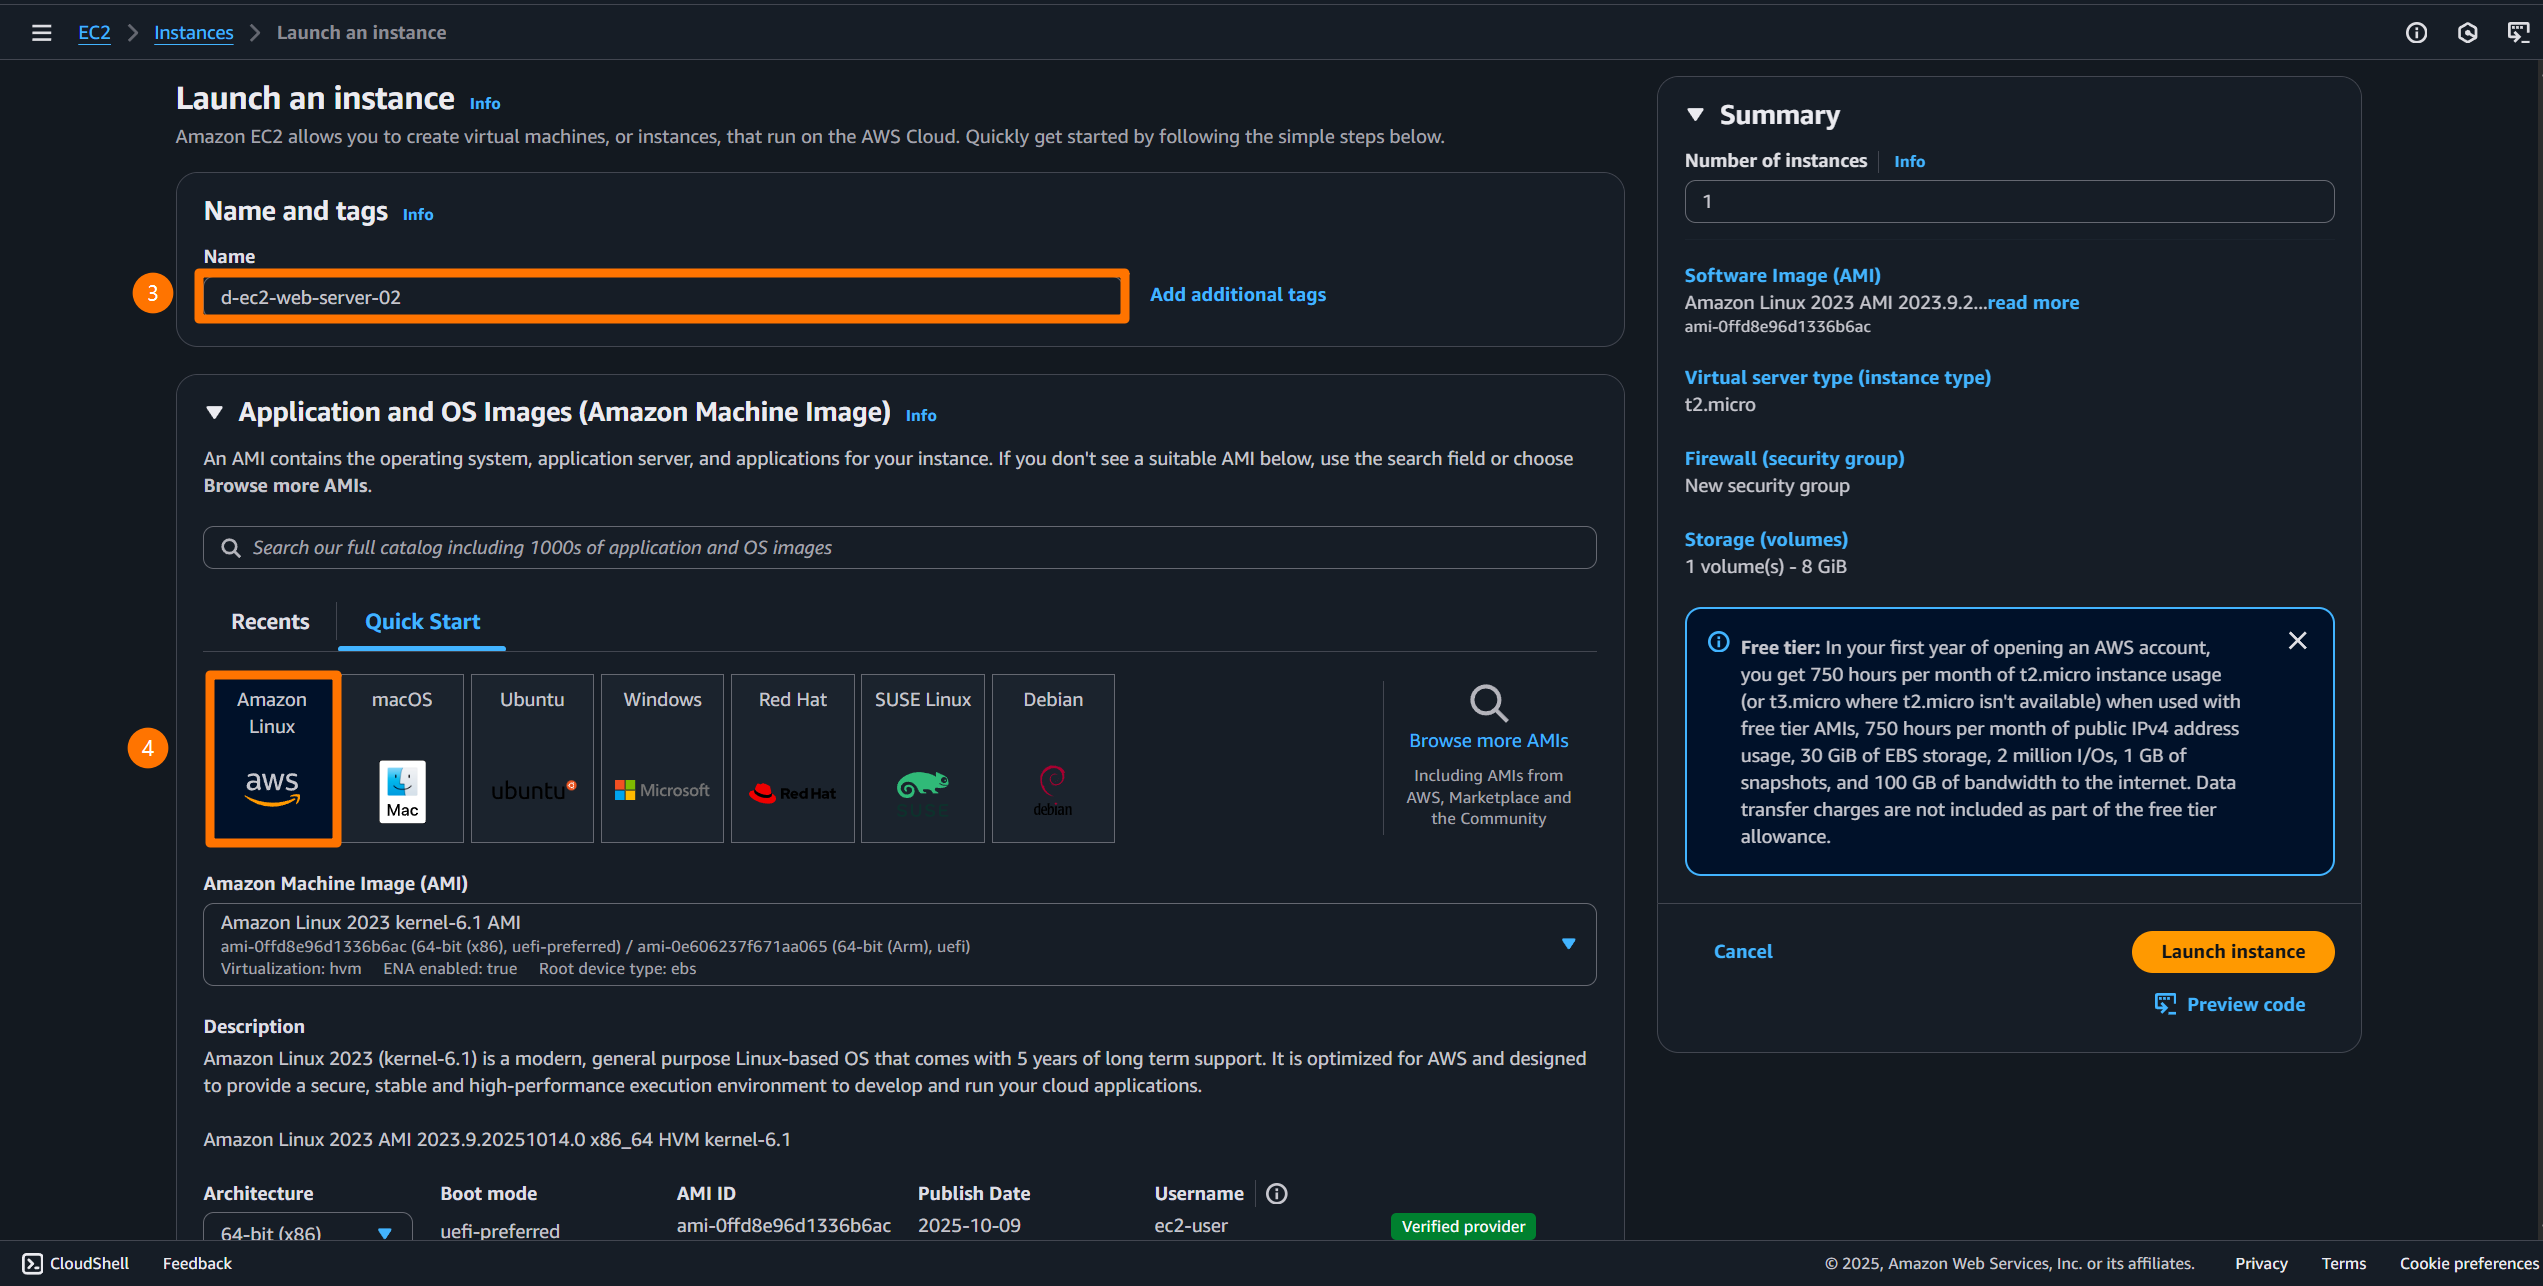 EC2 > Instances > Launch an instance
Launch an instance Info
Amazon EC2 allows you to create virtual machines, or instances, that run on the AWS Cloud. Quickly get started by following the simple steps below.
Name and tags Info
Name
3
d-ec2-web-server-02
Add additional tags
Application and OS Images (Amazon Machine Image) Info
An AMI contains the operating system, application server, and applications for your instance. If you don't see a suitable AMI below, use the search field or choose
Browse more AMIs.
Search our full catalog including 1000s of application and OS images
Recents
Quick Start
4
Amazon
Linux
aws
macOS
Mac
Ubuntu
ubuntu
Windows
Microsoft
Red Hat
RedHat
SUSE Linux
SUSE
Debian
debian
Browse more AMIs
Including AMIs from
AWS, Marketplace and
the Community
Amazon Machine Image (AMI)
Amazon Linux 2023 kernel-6.1 AMI
ami-0ffd8e96d1336b6ac (64-bit (x86), uefi-preferred) / ami-0e606237f671aa065 (64-bit (Arm), uefi)
Virtualization: hvm ENA enabled: true Root device type: ebs
Description
Amazon Linux 2023 (kernel-6.1) is a modern, general purpose Linux-based OS that comes with 5 years of long term support. It is optimized for AWS and designed
to provide a secure, stable and high-performance execution environment to develop and run your cloud applications.
Amazon Linux 2023 AMI 2023.9.20251014.0 x86_64 HVM kernel-6.1
Architecture Boot mode AMI ID Publish Date Username
64-bit (x86) uefi-preferred ami-0ffd8e96d1336b6ac 2025-10-09 ec2-user Verified provider
Summary
Number of instances Info
1
Software Image (AMI)
Amazon Linux 2023 AMI 2023.9.2...read more
ami-0ffd8e96d1336b6ac
Virtual server type (instance type)
t2.micro
Firewall (security group)
New security group
Storage (volumes)
1 volume(s) - 8 GiB
Free tier: In your first year of opening an AWS account,
you get 750 hours per month of t2.micro instance usage
(or t3.micro where t2.micro isn't available) when used with
free tier AMIs, 750 hours per month of public IPv4 address
usage, 30 GiB of EBS storage, 2 million I/Os, 1 GB of
snapshots, and 100 GB of bandwidth to the internet. Data
transfer charges are not included as part of the free tier
allowance.
Cancel
Launch instance
Preview code
CloudShell Feedback
© 2025, Amazon Web Services, Inc. or its affiliates. Privacy Terms Cookie preferences